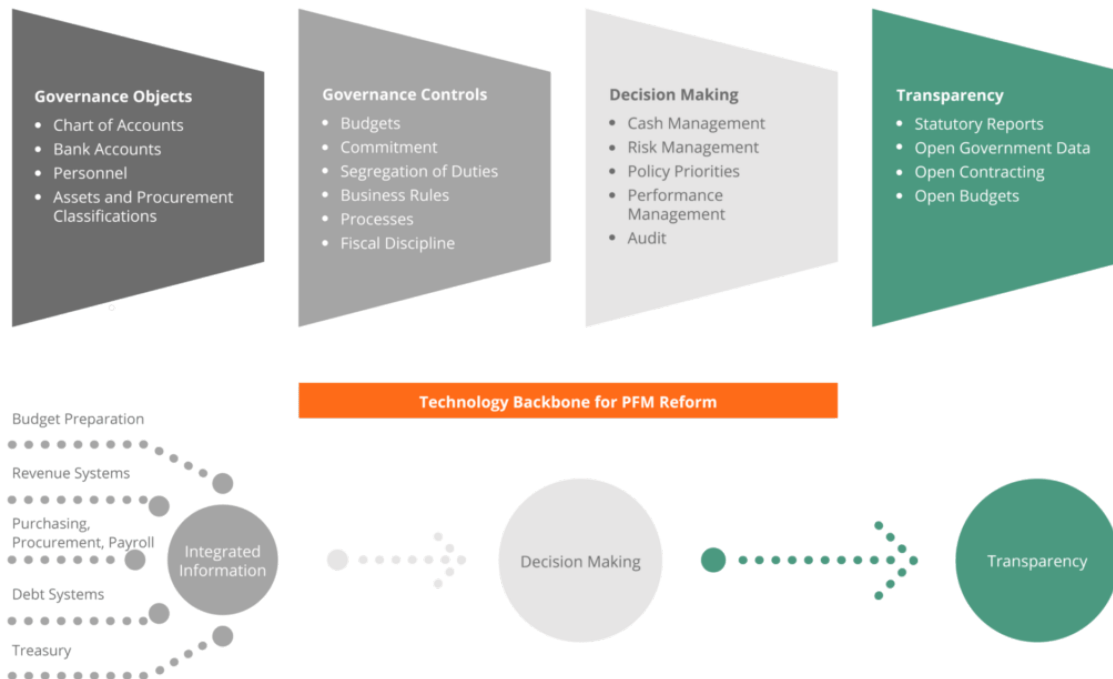 Governance Objects
• Chart of Accounts
• Bank Accounts
• Personnel
• Assets and Procurement
Classifications
Governance Controls
• Budgets
• Commitment
• Segregation of Duties
• Business Rules
• Processes
• Fiscal Discipline
Decision Making
• Cash Management
• Risk Management
• Policy Priorities
• Performance
Management
• Audit
Transparency
• Statutory Reports
• Open Government Data
• Open Contracting
• Open Budgets
Technology Backbone for PFM Reform
Budget Preparation
Revenue Systems
Purchasing,
Procurement, Payroll
Debt Systems
Treasury
Integrated
Information
Decision Making
Transparency